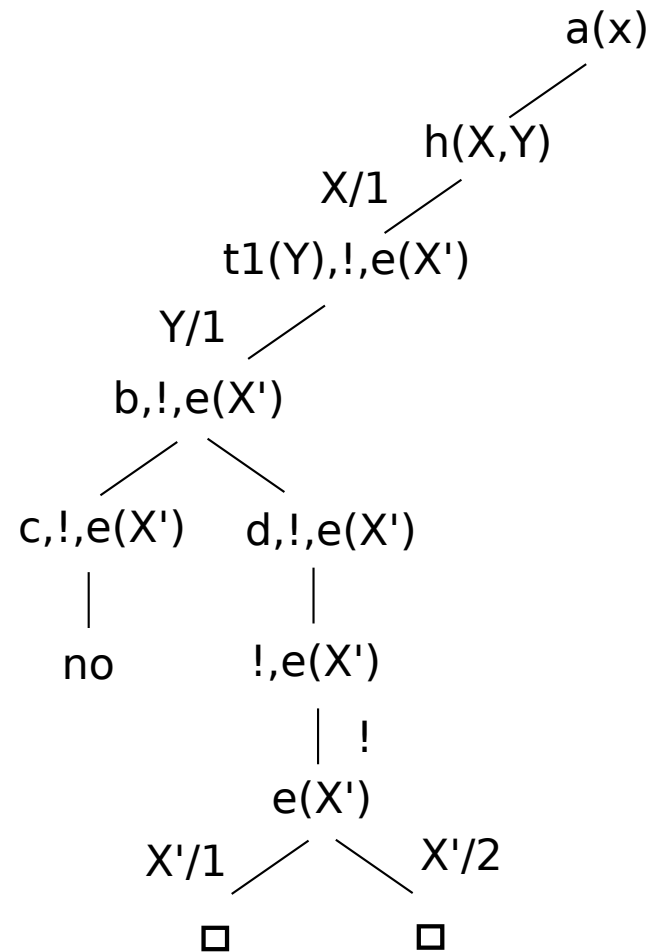 a(x)
h(X,Y)
X/1
t1(Y),!,e(X')
Y/1
b,!,e(X')
c,!,e(X') d,!,e(X')
no !,e(X')
!
e(X')
X'/1 X'/2